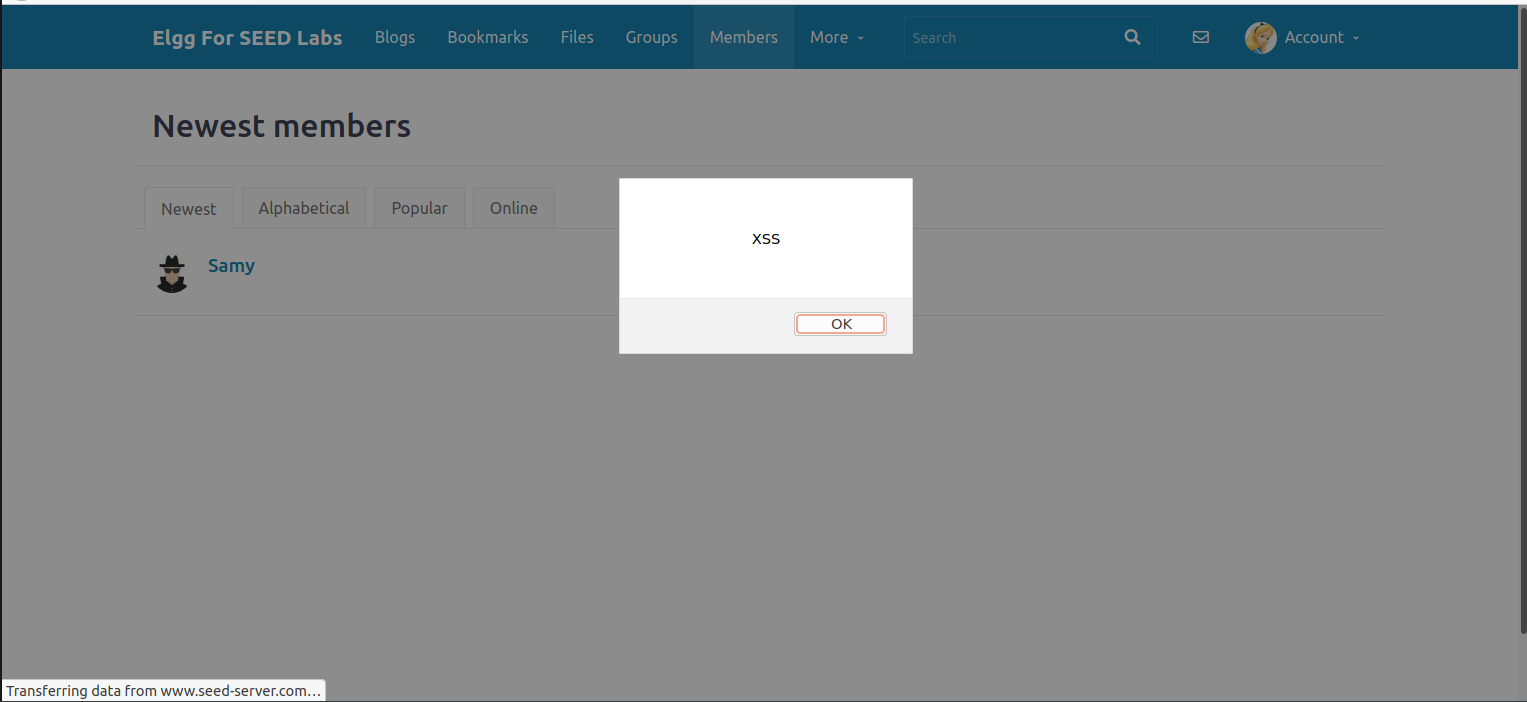 Elgg For SEED Labs Blogs Bookmarks Files Groups Members More Search Account
Newest members
Newest Alphabetical Popular Online
XSS
Samy
OK
Transferring data from www.seed-server.com...